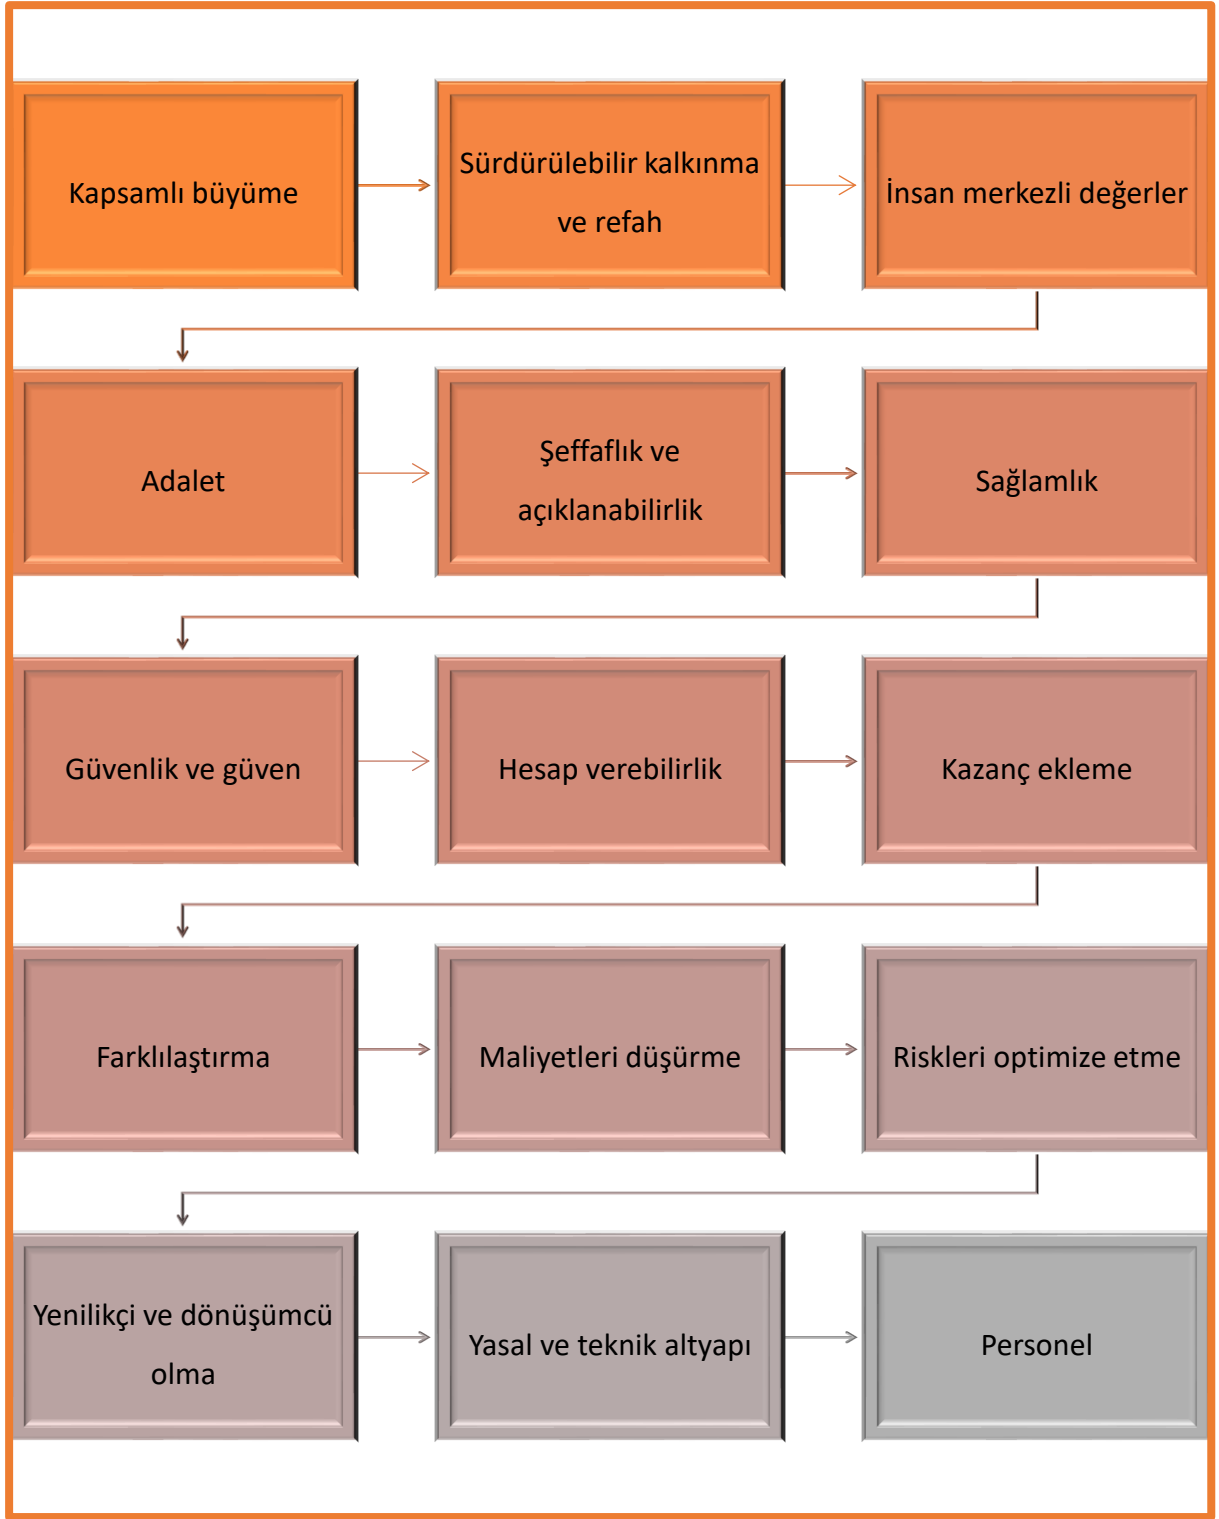 Kapsamlı büyüme
Sürdürülebilir kalkınma
ve refah
İnsan merkezli değerler
Adalet
Şeffaflık ve
açıklanabilirlik
Sağlamlık
Güvenlik ve güven
Hesap verebilirlik
Kazanç ekleme
Farklılaştırma
Maliyetleri düşürme
Riskleri optimize etme
Yenilikçi ve dönüşümcü
olma
Yasal ve teknik altyapı
Personel